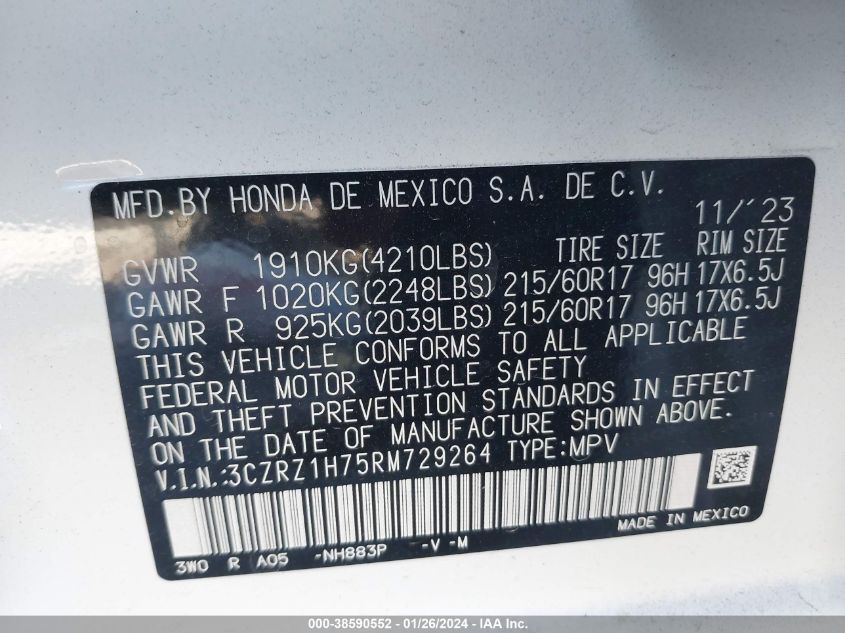 MFD.BY HONDA DE MEXICO S.A. DE C.V. 11/'23
TIRE SIZE RIM SIZE
GVWR 1910KG(4210LBS)
GAWR F 1020KG(2248LBS) 215/60R17 96H 17X6.5J
GAWR R 925KG(2039LBS) 215/60R17 96H 17X6.5J
THIS VEHICLE CONFORMS TO ALL APPLICABLE
FEDERAL MOTOR VEHICLE SAFETY
AND THEFT PREVENTION STANDARDS IN EFFECT
ON THE DATE OF MANUFACTURE SHOWN ABOVE.
V.I.N.:3CZRZ1H75RM729264 TYPE:MPV
MADE IN MEXICO
3W0 R A05 -NH883P -V -M
000-38590552 - 01/26/2024 - IAA Inc.